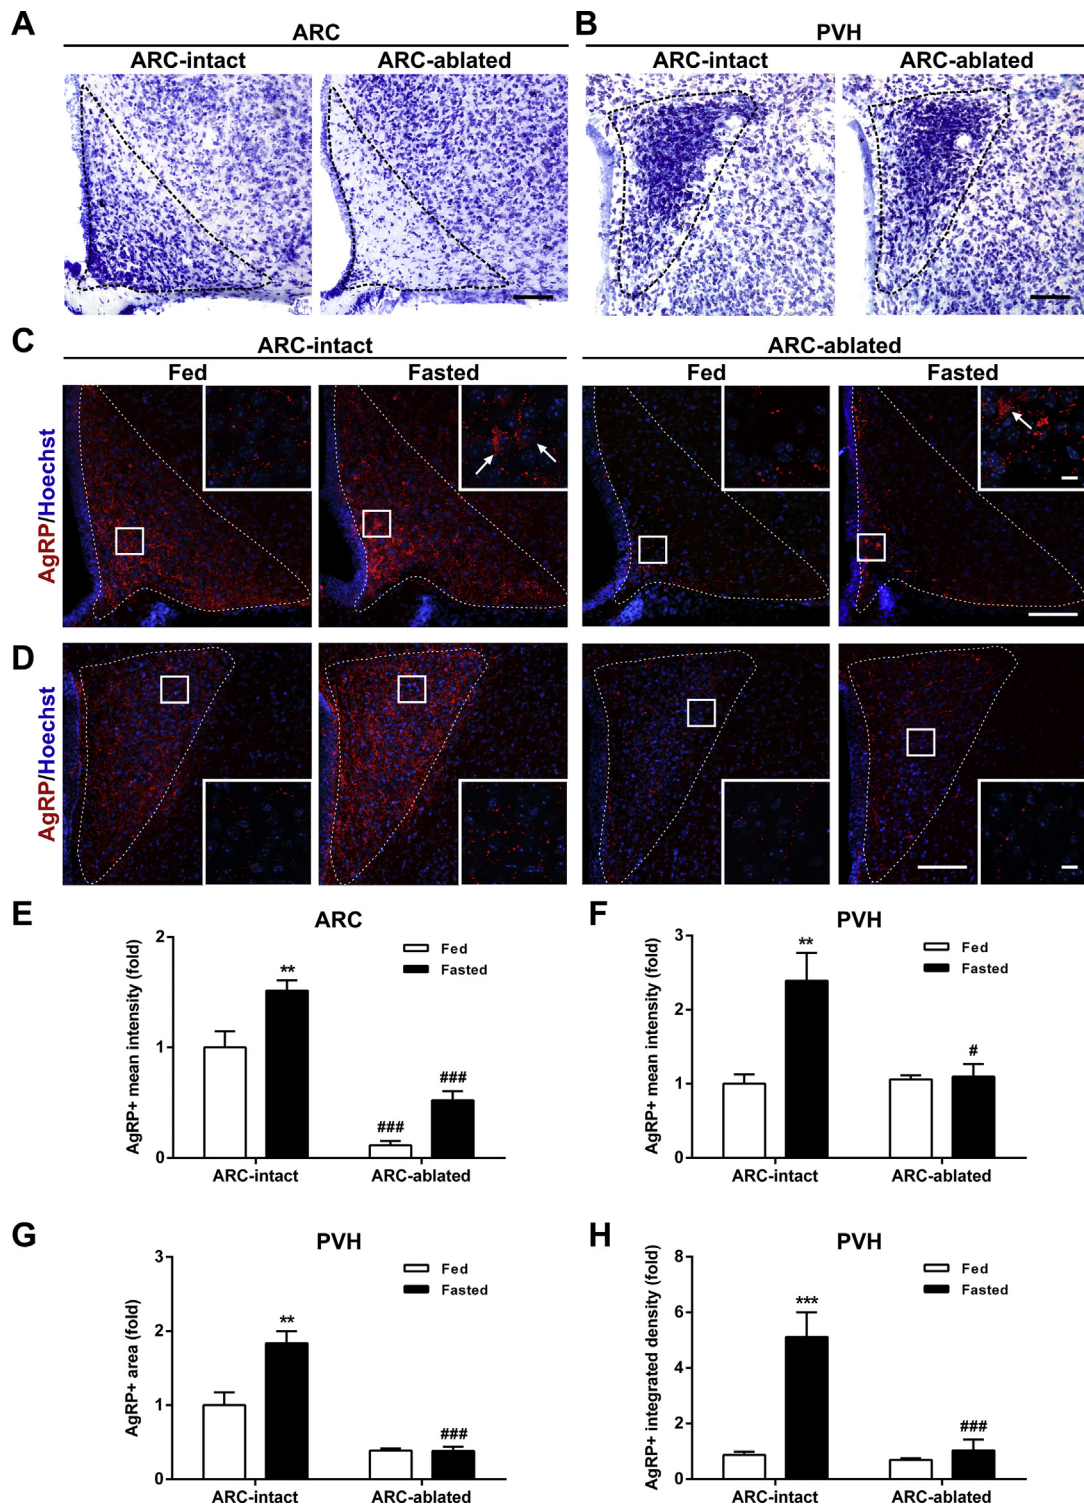 A
ARC
ARC-intact
ARC-ablated
B
PVH
ARC-intact
ARC-ablated
C
ARC-intact
ARC-ablated
Fed
Fasted
Fed
Fasted
AgRP/Hoechst
D
AgRP/Hoechst
E
ARC
AgRP+ mean intensity (fold)
2
1
0
**
###
###
Fed
Fasted
ARC-intact
ARC-ablated
F
PVH
AgRP+ mean intensity (fold)
3
2
1
0
**
#
Fed
Fasted
ARC-intact
ARC-ablated
G
PVH
AgRP+ area (fold)
3
2
1
0
**
###
Fed
Fasted
ARC-intact
ARC-ablated
H
PVH
AgRP+ integrated density (fold)
8
6
4
2
0
***
###
Fed
Fasted
ARC-intact
ARC-ablated